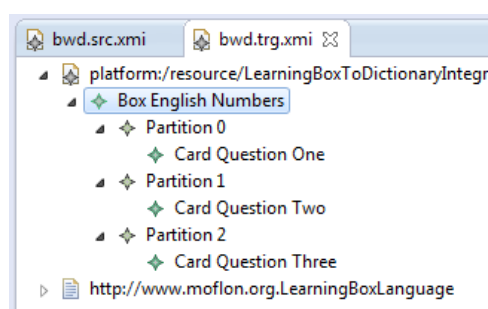 bwd.src.xmi bwd.trg.xmi
platform:/resource/LearningBoxToDictionaryIntegr
Box English Numbers
Partition 0
Card Question One
Partition 1
Card Question Two
Partition 2
Card Question Three
http://www.moflon.org.LearningBoxLanguage